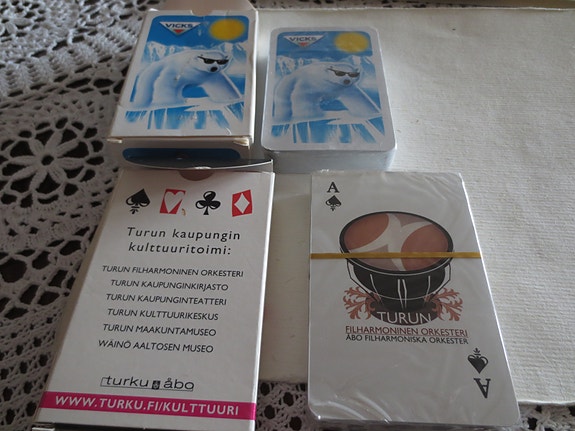 VICKS
VICKS
Turun kaupungin
kulttuuritoimi:
TURUN FILHARMONINEN ORKESTERI
TURUN KAUPUNGINKIRJASTO
TURUN KAUPUNGINTEATTERI
TURUN KULTTUURIKESKUS
TURUN MAAKUNTAMUSEO
WÄINÖ AALTOSEN MUSEO
turku åbo
WWW.TURKU.FI/KULTTUURI
A
TURUN
FILHARMONINEN ORKESTERI
ÅBO FILHARMONISKA ORKESTER
A